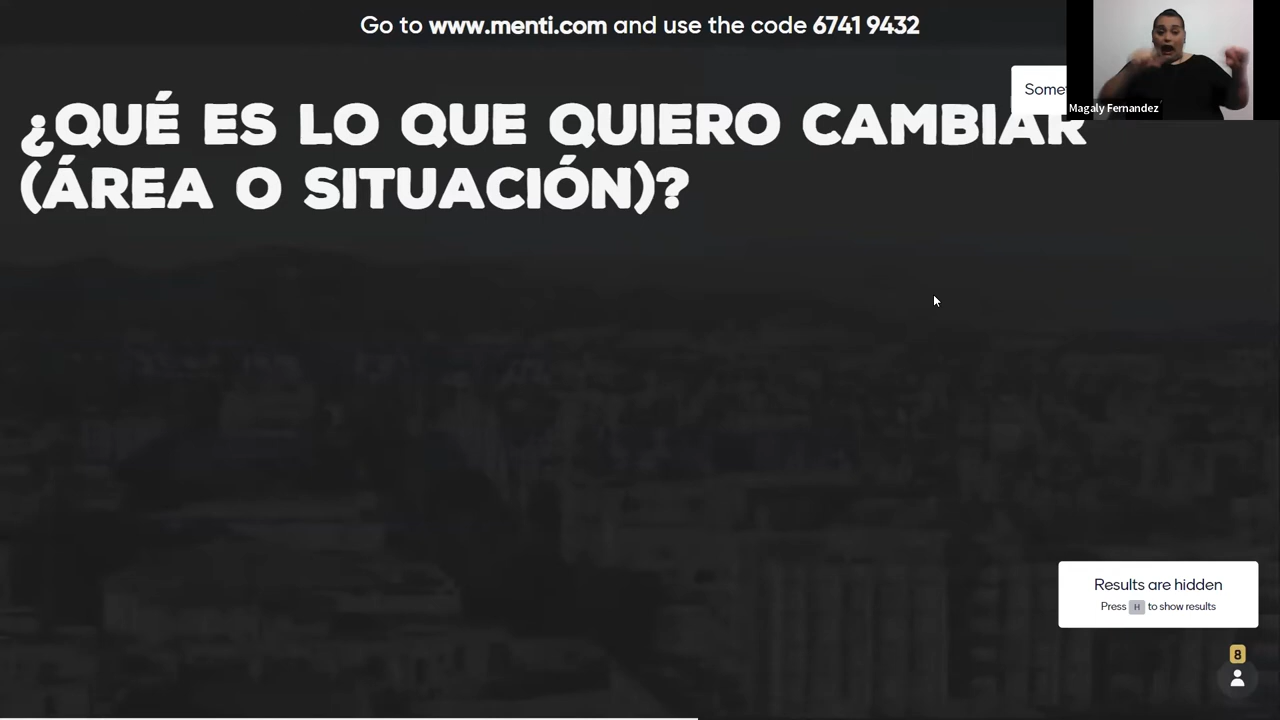 Go to www.menti.com and use the code 6741 9432
Magaly Fernandez
¿QUÉ ES LO QUE QUIERO CAMBIAR
(ÁREA O SITUACIÓN)?
Results are hidden
Press H to show results
8